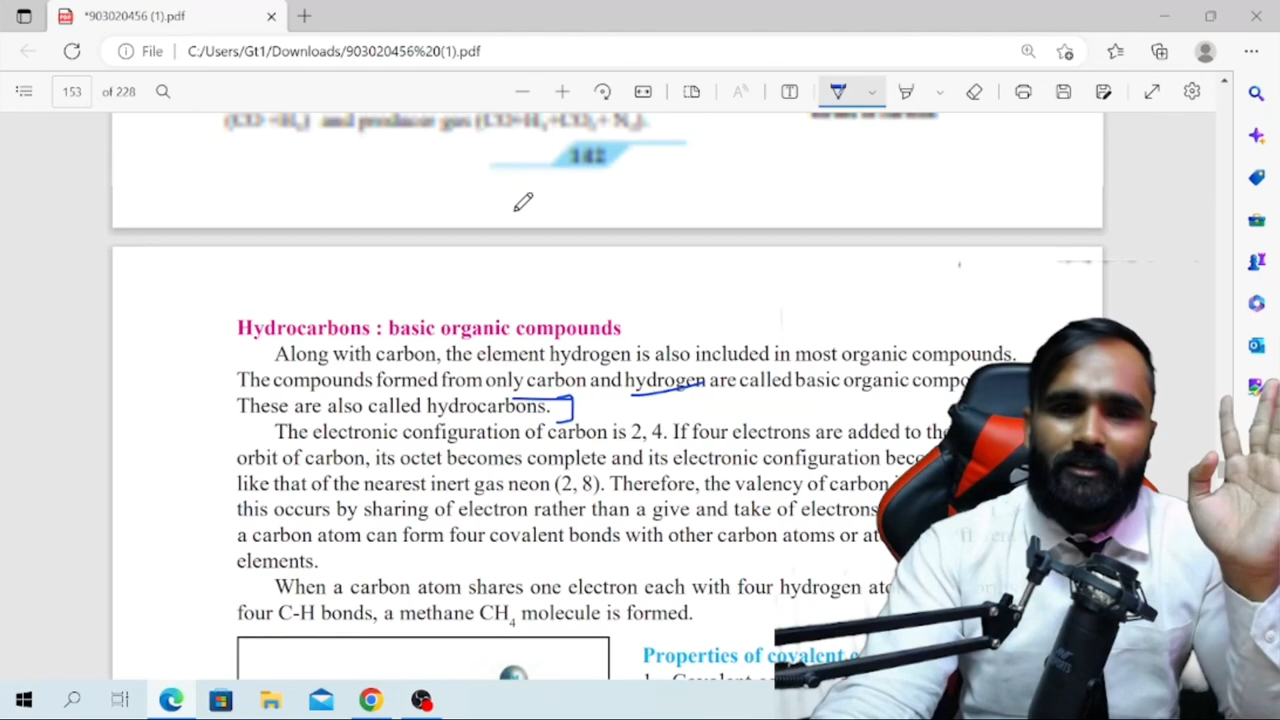 *903020456 (1).pdf
File
C:/Users/Gt1/Downloads/903020456%20(1).pdf
153
of 228
(CO +H2) and producer gas (CO+H2+CO2+ N2).
142
Hydrocarbons : basic organic compounds
Along with carbon, the element hydrogen is also included in most organic compounds.
The compounds formed from only carbon and hydrogen are called basic organic compo
These are also called hydrocarbons.
The electronic configuration of carbon is 2, 4. If four electrons are added to the
orbit of carbon, its octet becomes complete and its electronic configuration bec
like that of the nearest inert gas neon (2, 8). Therefore, the valency of carbon
this occurs by sharing of electron rather than a give and take of electrons
a carbon atom can form four covalent bonds with other carbon atoms or at
elements.
When a carbon atom shares one electron each with four hydrogen ato
four C-H bonds, a methane CH4 molecule is formed.
Properties of covalent